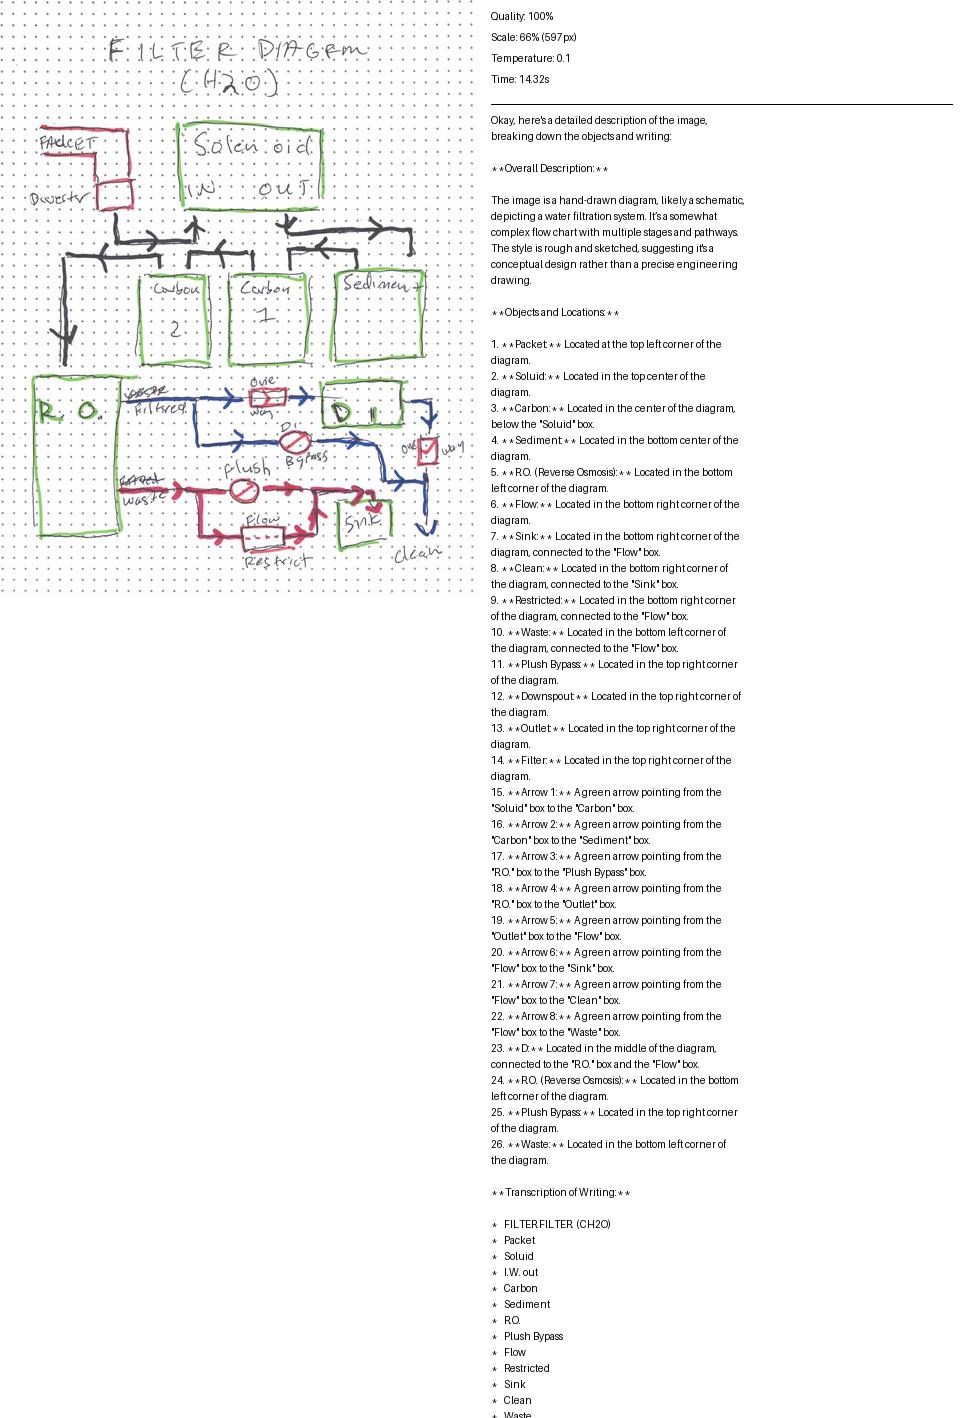 FILTER DIAGRM
(H2O)
FAUCET
Diverter
Solenoid
IN OUT
Carbon
2
Carbon
1
Sediment
R. O.
Filtered
one
way
D I
DI
Bypass
one way
Flush
waste
Flow
Restrict
Sink
Clean
Quality: 100%
Scale: 66% (597px)
Temperature: 0.1
Time: 14.32s
Okay, here's a detailed description of the image,
breaking down the objects and writing:
**Overall Description:**
The image is a hand-drawn diagram, likely a schematic,
depicting a water filtration system. It's a somewhat
complex flow chart with multiple stages and pathways.
The style is rough and sketched, suggesting it's a
conceptual design rather than a precise engineering
drawing.
**Objects and Locations:**
1. **Packet:** Located at the top left corner of the
diagram.
2. **Soluid:** Located in the top center of the
diagram.
3. **Carbon:** Located in the center of the diagram,
below the "Soluid" box.
4. **Sediment:** Located in the bottom center of the
diagram.
5. **R.O. (Reverse Osmosis):** Located in the bottom
left corner of the diagram.
6. **Flow:** Located in the bottom right corner of the
diagram.
7. **Sink:** Located in the bottom right corner of the
diagram, connected to the "Flow" box.
8. **Clean:** Located in the bottom right corner of
the diagram, connected to the "Sink" box.
9. **Restricted:** Located in the bottom right corner
of the diagram, connected to the "Flow" box.
10. **Waste:** Located in the bottom left corner of
the diagram, connected to the "Flow" box.
11. **Plush Bypass:** Located in the top right corner
of the diagram.
12. **Downspout:** Located in the top right corner of
the diagram.
13. **Outlet:** Located in the top right corner of the
diagram.
14. **Filter:** Located in the top right corner of the
diagram.
15. **Arrow 1:** A green arrow pointing from the
"Soluid" box to the "Carbon" box.
16. **Arrow 2:** A green arrow pointing from the
"Carbon" box to the "Sediment" box.
17. **Arrow 3:** A green arrow pointing from the
"R.O." box to the "Plush Bypass" box.
18. **Arrow 4:** A green arrow pointing from the
"R.O." box to the "Outlet" box.
19. **Arrow 5:** A green arrow pointing from the
"Outlet" box to the "Flow" box.
20. **Arrow 6:** A green arrow pointing from the
"Flow" box to the "Sink" box.
21. **Arrow 7:** A green arrow pointing from the
"Flow" box to the "Clean" box.
22. **Arrow 8:** A green arrow pointing from the
"Flow" box to the "Waste" box.
23. **D:** Located in the middle of the diagram,
connected to the "R.O." box and the "Flow" box.
24. **R.O. (Reverse Osmosis):** Located in the bottom
left corner of the diagram.
25. **Plush Bypass:** Located in the top right corner
of the diagram.
26. **Waste:** Located in the bottom left corner of
the diagram.
**Transcription of Writing:**
* FILTERFILTER (CH2O)
* Packet
* Soluid
* I.W. out
* Carbon
* Sediment
* R.O.
* Plush Bypass
* Flow
* Restricted
* Sink
* Clean
* Waste